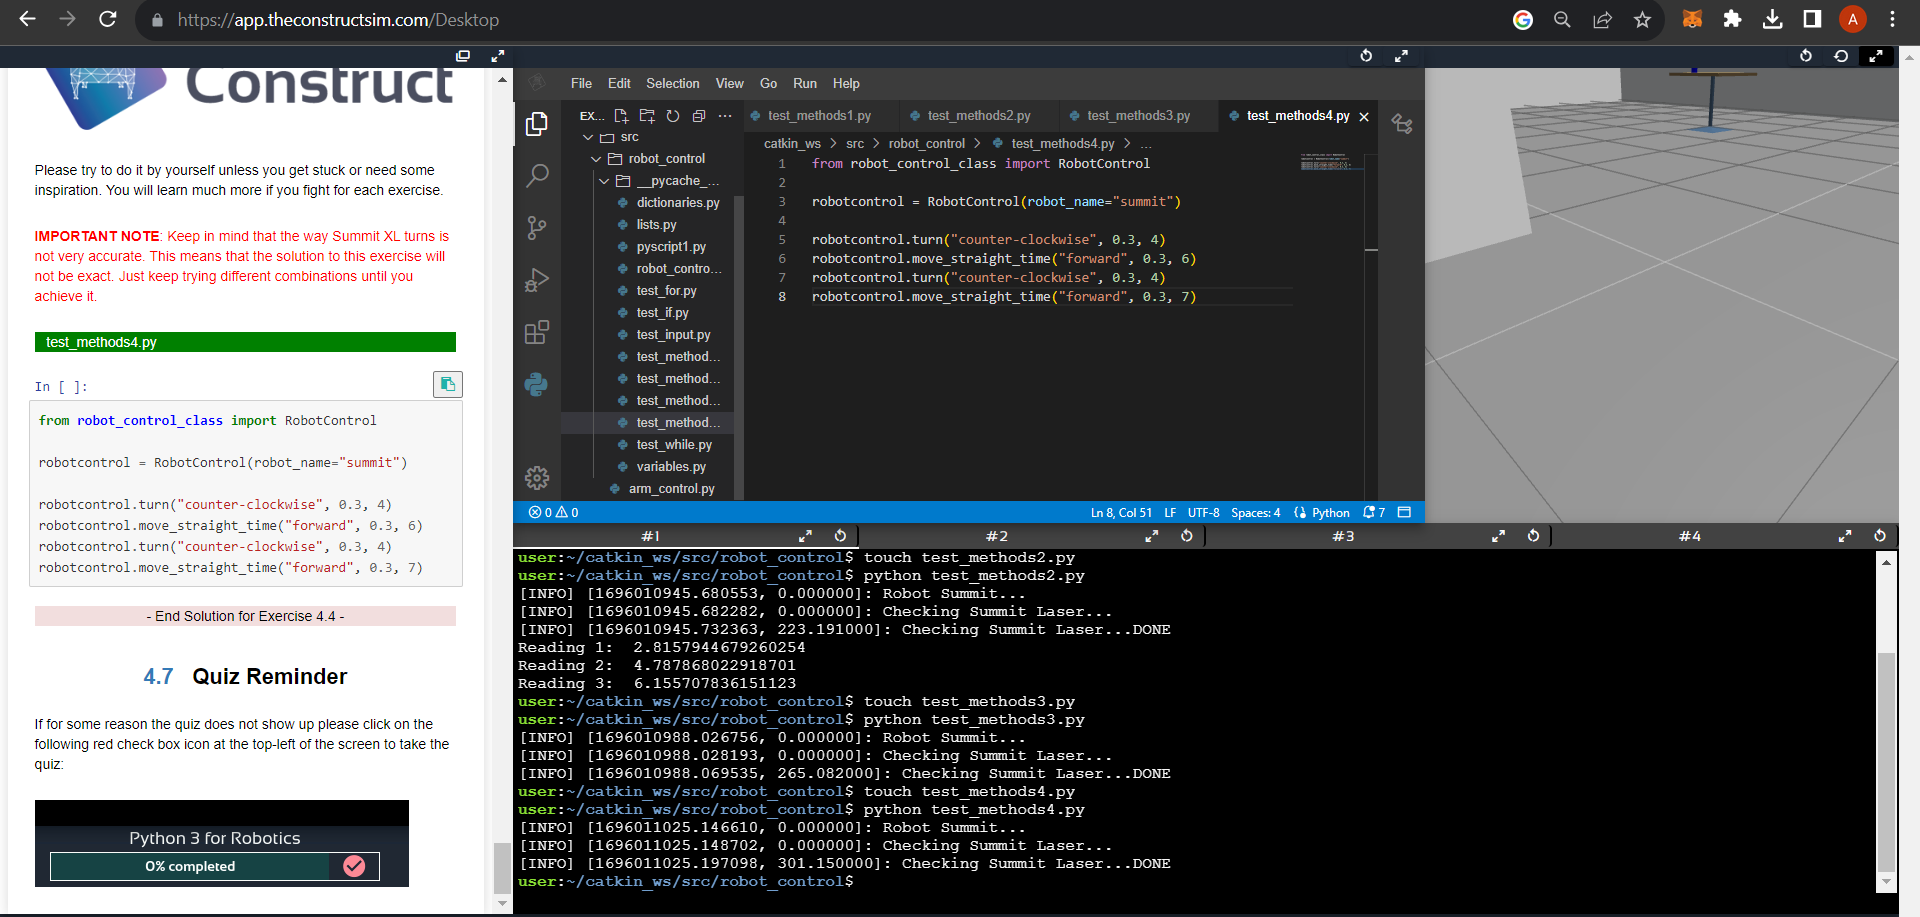 https://app.theconstructsim.com/Desktop
A
Construct
Please try to do it by yourself unless you get stuck or need some
inspiration. You will learn much more if you fight for each exercise.
IMPORTANT NOTE: Keep in mind that the way Summit XL turns is
not very accurate. This means that the solution to this exercise will
not be exact. Just keep trying different combinations until you
achieve it.
test_methods4.py
In [ ]:
from robot_control_class import RobotControl
robotcontrol = RobotControl(robot_name="summit")
robotcontrol.turn("counter-clockwise", 0.3, 4)
robotcontrol.move_straight_time("forward", 0.3, 6)
robotcontrol.turn("counter-clockwise", 0.3, 4)
robotcontrol.move_straight_time("forward", 0.3, 7)
- End Solution for Exercise 4.4 -
4.7 Quiz Reminder
If for some reason the quiz does not show up please click on the
following red check box icon at the top-left of the screen to take the
quiz:
Python 3 for Robotics
0% completed
File Edit Selection View Go Run Help
EX...
src
robot_control
__pycache_...
dictionaries.py
lists.py
pyscript1.py
robot_contro...
test_for.py
test_if.py
test_input.py
test_method...
test_method...
test_method...
test_method...
test_while.py
variables.py
arm_control.py
test_methods1.py test_methods2.py test_methods3.py test_methods4.py
catkin_ws > src > robot_control > test_methods4.py > ...
1 from robot_control_class import RobotControl
2
3 robotcontrol = RobotControl(robot_name="summit")
4
5 robotcontrol.turn("counter-clockwise", 0.3, 4)
6 robotcontrol.move_straight_time("forward", 0.3, 6)
7 robotcontrol.turn("counter-clockwise", 0.3, 4)
8 robotcontrol.move_straight_time("forward", 0.3, 7)
0 0 Ln 8, Col 51 LF UTF-8 Spaces: 4 Python 7
#1 #2 #3 #4
user:~/catkin_ws/src/robot_control$ touch test_methods2.py
user:~/catkin_ws/src/robot_control$ python test_methods2.py
[INFO] [1696010945.680553, 0.000000]: Robot Summit...
[INFO] [1696010945.682282, 0.000000]: Checking Summit Laser...
[INFO] [1696010945.732363, 223.191000]: Checking Summit Laser...DONE
Reading 1:  2.8157944679260254
Reading 2:  4.787868022918701
Reading 3:  6.155707836151123
user:~/catkin_ws/src/robot_control$ touch test_methods3.py
user:~/catkin_ws/src/robot_control$ python test_methods3.py
[INFO] [1696010988.026756, 0.000000]: Robot Summit...
[INFO] [1696010988.028193, 0.000000]: Checking Summit Laser...
[INFO] [1696010988.069535, 265.082000]: Checking Summit Laser...DONE
user:~/catkin_ws/src/robot_control$ touch test_methods4.py
user:~/catkin_ws/src/robot_control$ python test_methods4.py
[INFO] [1696011025.146610, 0.000000]: Robot Summit...
[INFO] [1696011025.148702, 0.000000]: Checking Summit Laser...
[INFO] [1696011025.197098, 301.150000]: Checking Summit Laser...DONE
user:~/catkin_ws/src/robot_control$